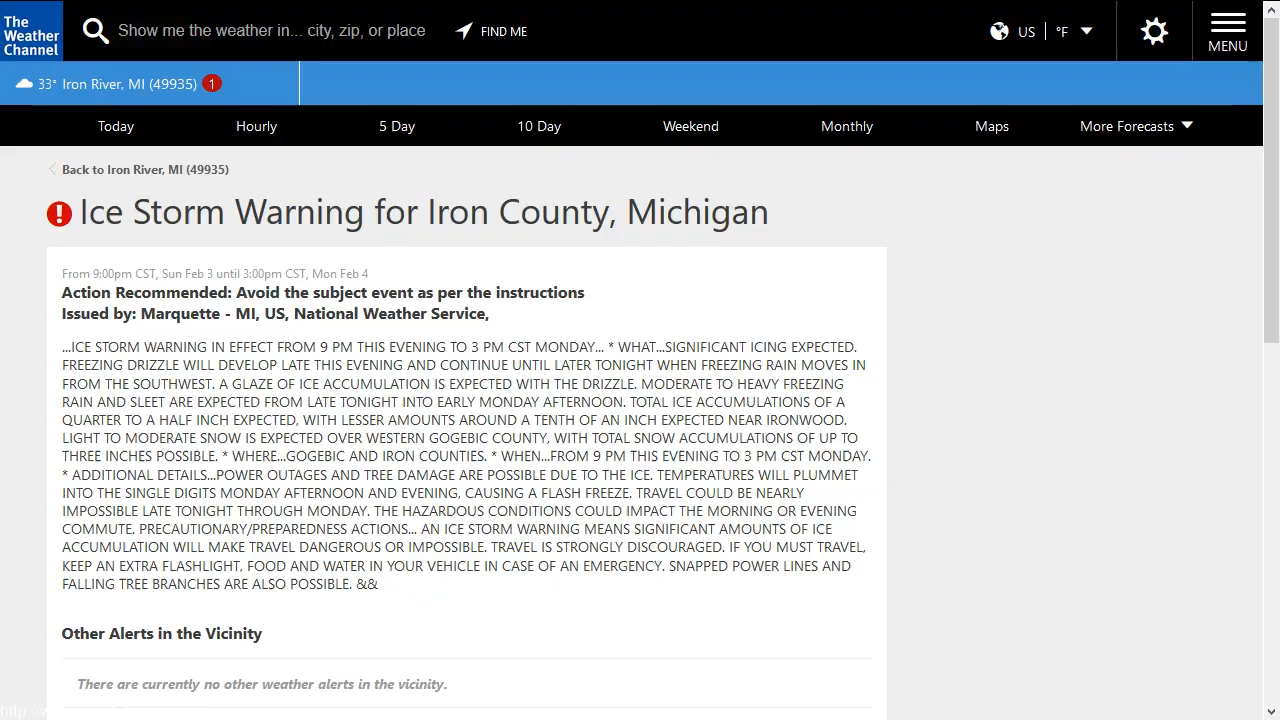 The Weather Channel
Show me the weather in... city, zip, or place
FIND ME
US
°F
MENU
33° Iron River, MI (49935) 1
Today
Hourly
5 Day
10 Day
Weekend
Monthly
Maps
More Forecasts
Back to Iron River, MI (49935)
Ice Storm Warning for Iron County, Michigan
From 9:00pm CST, Sun Feb 3 until 3:00pm CST, Mon Feb 4
Action Recommended: Avoid the subject event as per the instructions
Issued by: Marquette - MI, US, National Weather Service,
...ICE STORM WARNING IN EFFECT FROM 9 PM THIS EVENING TO 3 PM CST MONDAY... * WHAT...SIGNIFICANT ICING EXPECTED.
FREEZING DRIZZLE WILL DEVELOP LATE THIS EVENING AND CONTINUE UNTIL LATER TONIGHT WHEN FREEZING RAIN MOVES IN
FROM THE SOUTHWEST. A GLAZE OF ICE ACCUMULATION IS EXPECTED WITH THE DRIZZLE. MODERATE TO HEAVY FREEZING
RAIN AND SLEET ARE EXPECTED FROM LATE TONIGHT INTO EARLY MONDAY AFTERNOON. TOTAL ICE ACCUMULATIONS OF A
QUARTER TO A HALF INCH EXPECTED, WITH LESSER AMOUNTS AROUND A TENTH OF AN INCH EXPECTED NEAR IRONWOOD.
LIGHT TO MODERATE SNOW IS EXPECTED OVER WESTERN GOGEBIC COUNTY, WITH TOTAL SNOW ACCUMULATIONS OF UP TO
THREE INCHES POSSIBLE. * WHERE...GOGEBIC AND IRON COUNTIES. * WHEN...FROM 9 PM THIS EVENING TO 3 PM CST MONDAY.
* ADDITIONAL DETAILS...POWER OUTAGES AND TREE DAMAGE ARE POSSIBLE DUE TO THE ICE. TEMPERATURES WILL PLUMMET
INTO THE SINGLE DIGITS MONDAY AFTERNOON AND EVENING, CAUSING A FLASH FREEZE. TRAVEL COULD BE NEARLY
IMPOSSIBLE LATE TONIGHT THROUGH MONDAY. THE HAZARDOUS CONDITIONS COULD IMPACT THE MORNING OR EVENING
COMMUTE. PRECAUTIONARY/PREPAREDNESS ACTIONS... AN ICE STORM WARNING MEANS SIGNIFICANT AMOUNTS OF ICE
ACCUMULATION WILL MAKE TRAVEL DANGEROUS OR IMPOSSIBLE. TRAVEL IS STRONGLY DISCOURAGED. IF YOU MUST TRAVEL,
KEEP AN EXTRA FLASHLIGHT, FOOD AND WATER IN YOUR VEHICLE IN CASE OF AN EMERGENCY. SNAPPED POWER LINES AND
FALLING TREE BRANCHES ARE ALSO POSSIBLE. &&
Other Alerts in the Vicinity
There are currently no other weather alerts in the vicinity.